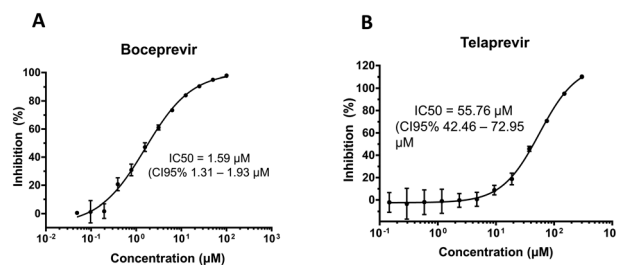 A
Boceprevir
Inhibition (%)
100
80
60
40
20
0
IC50 = 1.59 µM
(CI95% 1.31 – 1.93 µM
10-2
10-1
100
101
102
103
Concentration (µM)
B
Telaprevir
Inhibition (%)
120
100
80
60
40
20
0
IC50 = 55.76 µM
(CI95% 42.46 – 72.95
µM
10-1
100
101
102
10
Concentration (µM)